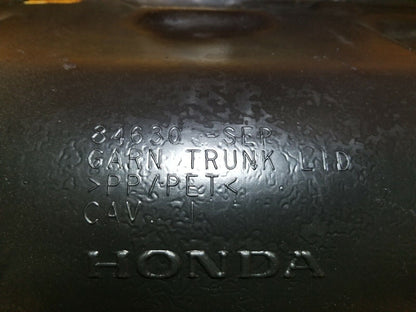 84630-SEP
GARN TRUNK LID
>PP/PET<
CAV 1
HONDA